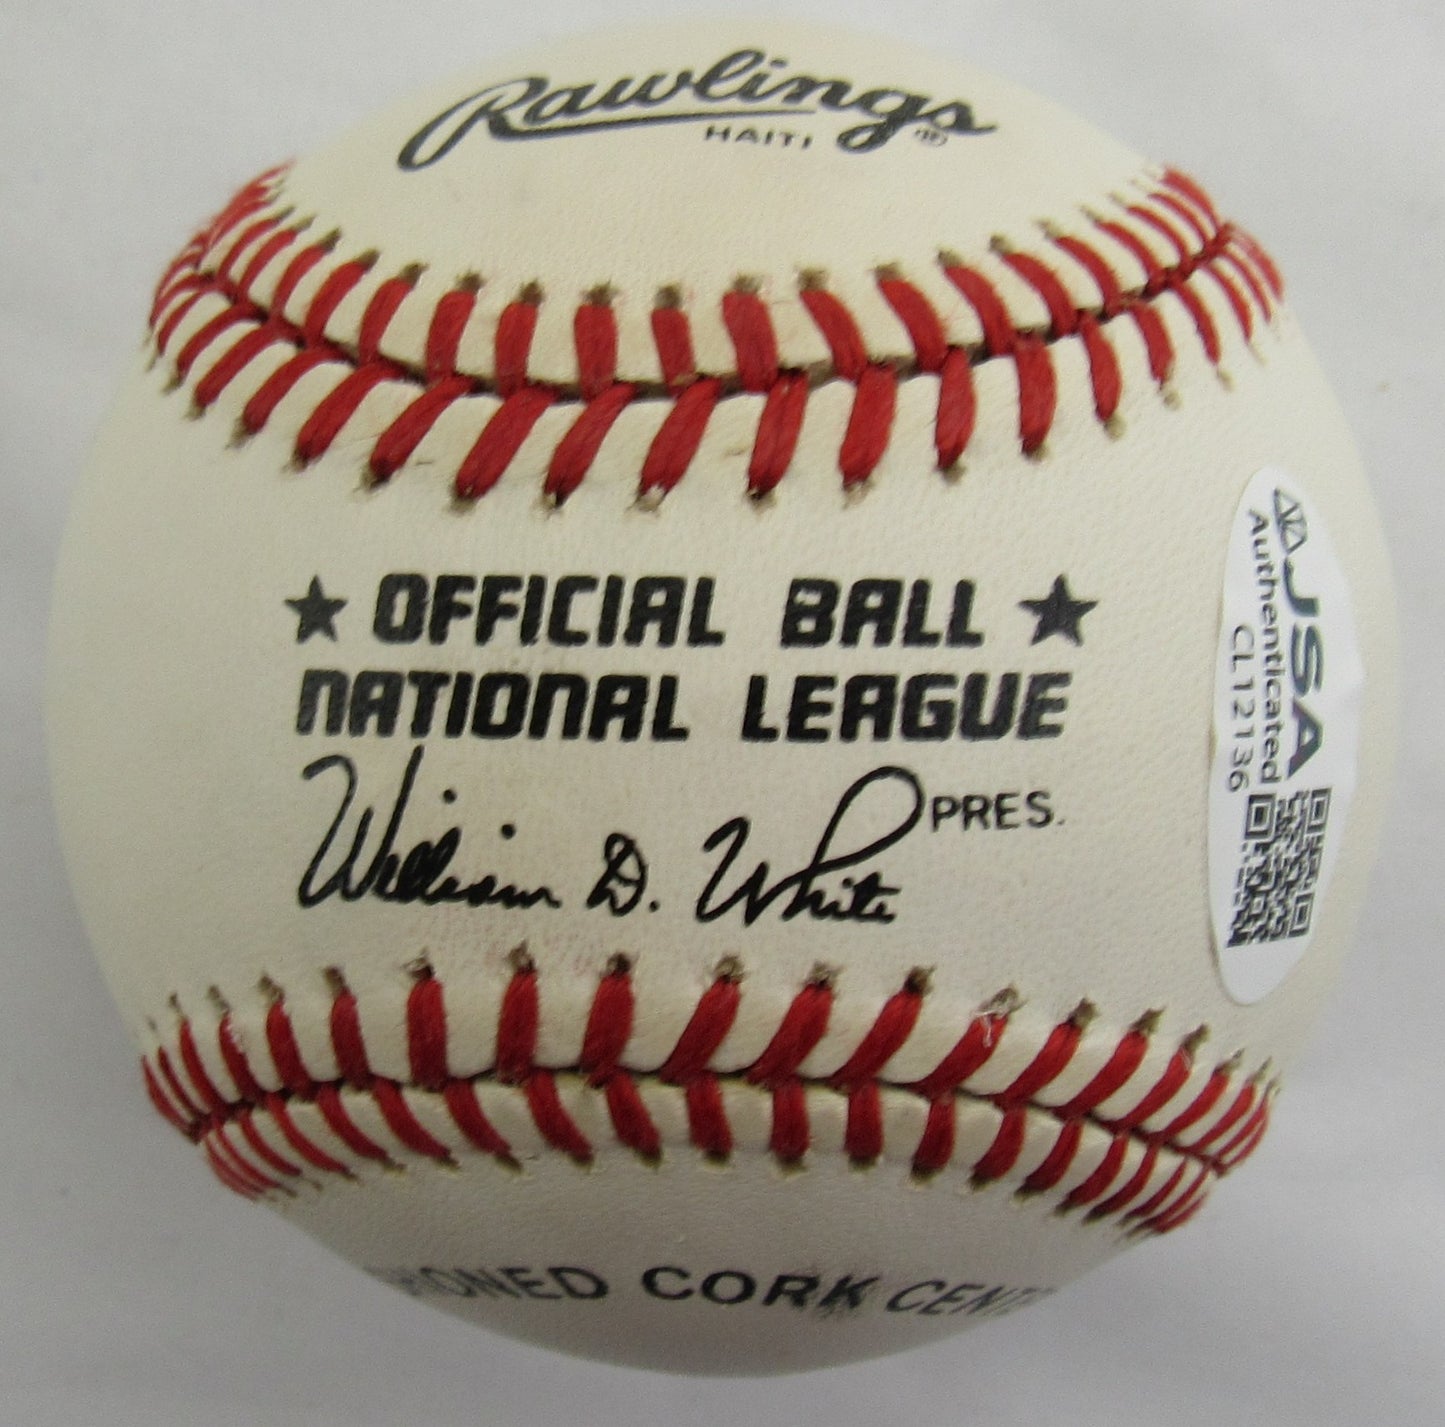 Rawlings®
HAITI
★ OFFICIAL BALL ★
NATIONAL LEAGUE
William D. White PRES.
CORK
JSA
Authenticated
CL12136